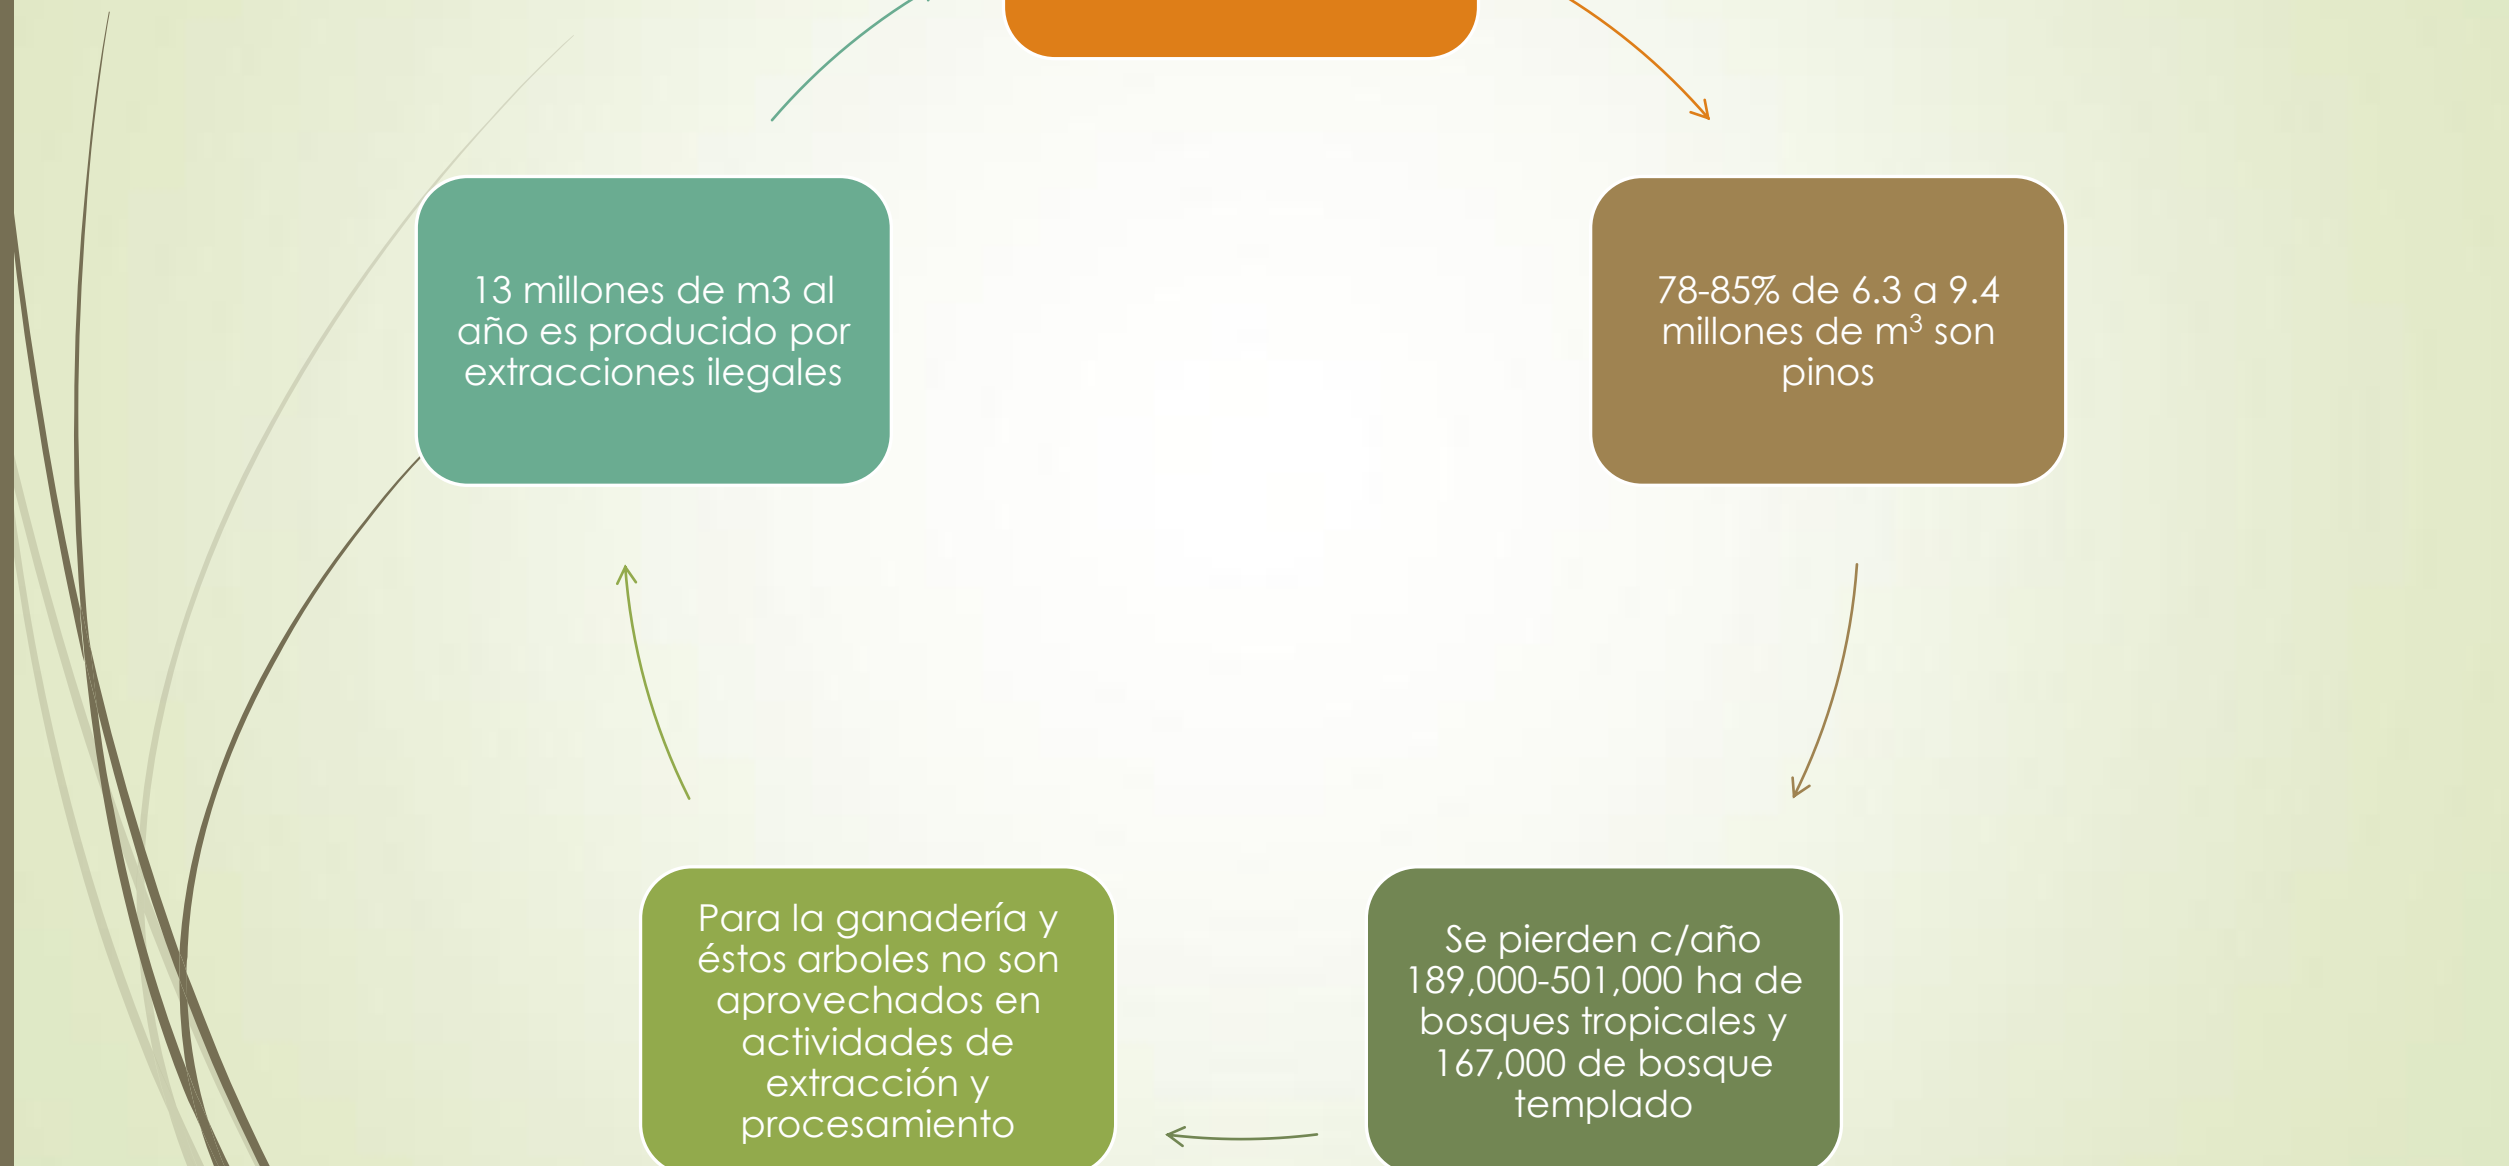 13 millones de m3 al
año es producido por
extracciones ilegales
78-85% de 6.3 a 9.4
millones de m³ son
pinos
Para la ganadería y
éstos arboles no son
aprovechados en
actividades de
extracción y
procesamiento
Se pierden c/año
189,000-501,000 ha de
bosques tropicales y
167,000 de bosque
templado